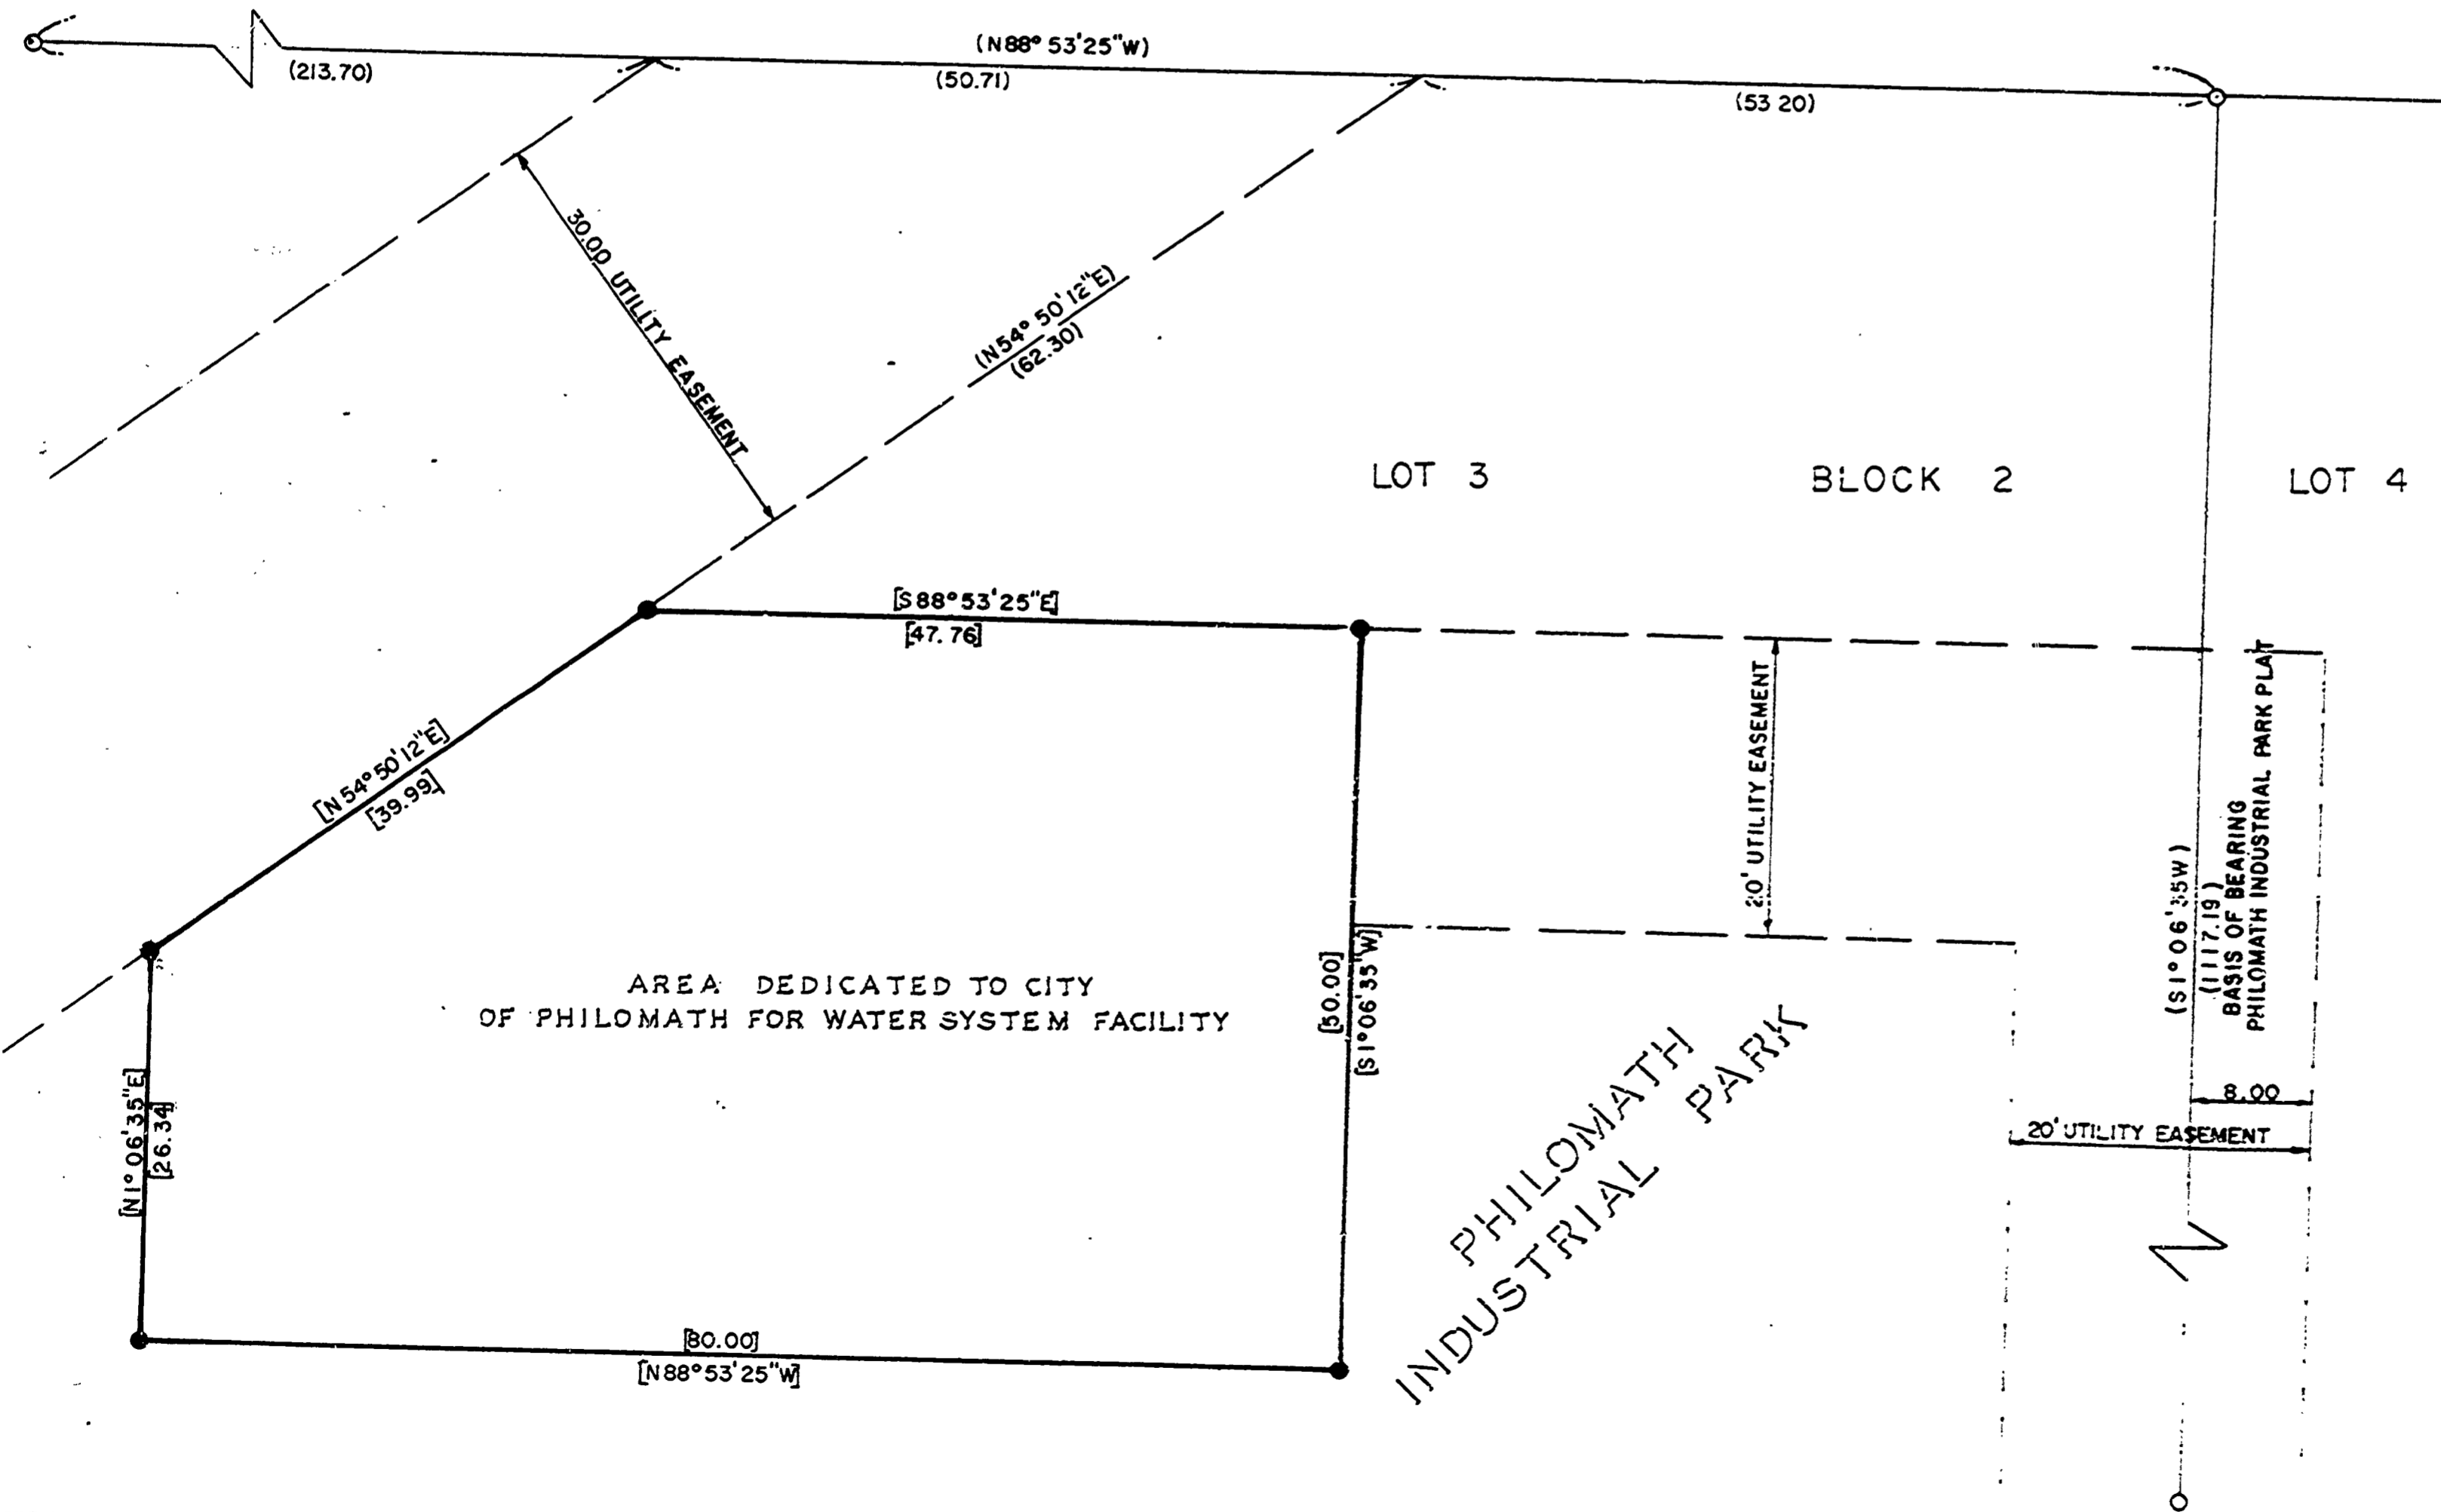 (N88°53'25"W)
(213.70)
(50.71)
(53 20)
30.00 UTILITY EASEMENT
(N54°50'12"E)
(62.30)
LOT 3
BLOCK 2
LOT 4
[S88°53'25"E]
[47.76]
[N54°50'12"E]
[39.99]
20' UTILITY EASEMENT
(S1°06'35W)
(1117.19)
BASIS OF BEARING
PHILOMATH INDUSTRIAL PARK PLAT
AREA DEDICATED TO CITY
OF PHILOMATH FOR WATER SYSTEM FACILITY
[50.00]
[S1°06'35"W]
[N1°06'35"E]
[26.34]
PHILOMATH
INDUSTRIAL PARK
8.00
20' UTILITY EASEMENT
[80.00]
[N88°53'25"W]